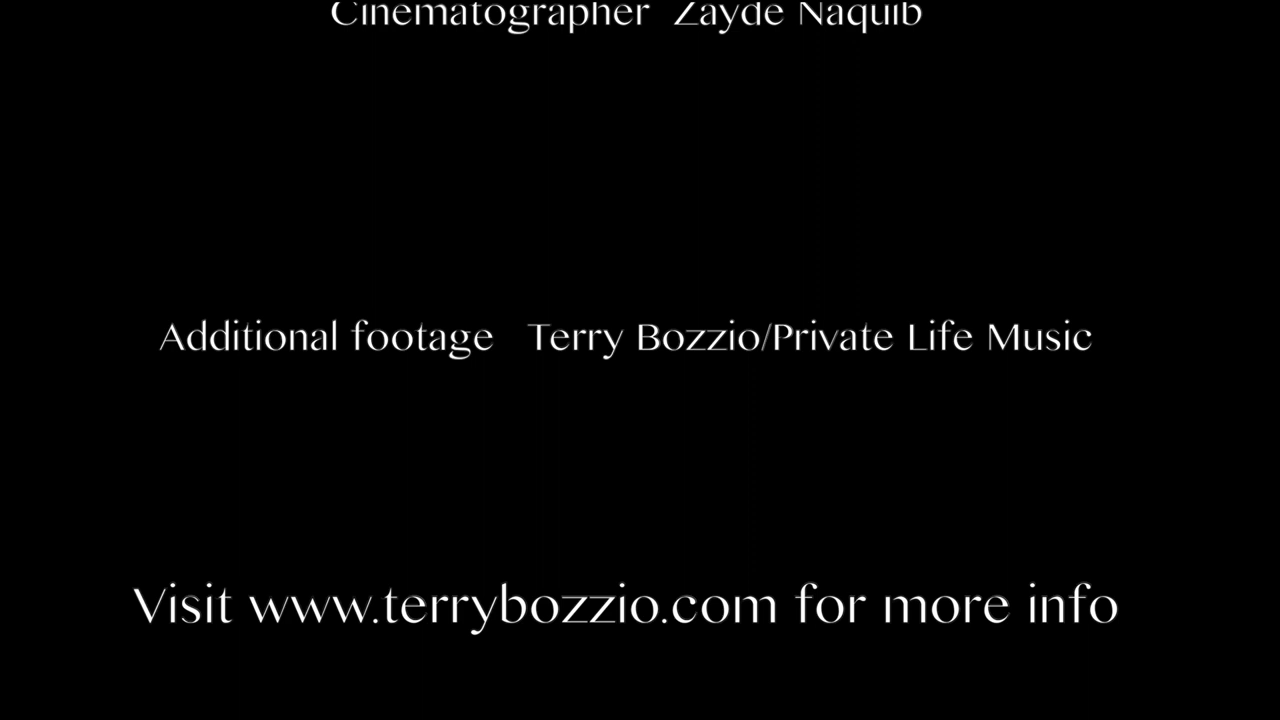 Cinematographer Zayde Naquib
Additional footage Terry Bozzio/Private Life Music
Visit www.terrybozzio.com for more info